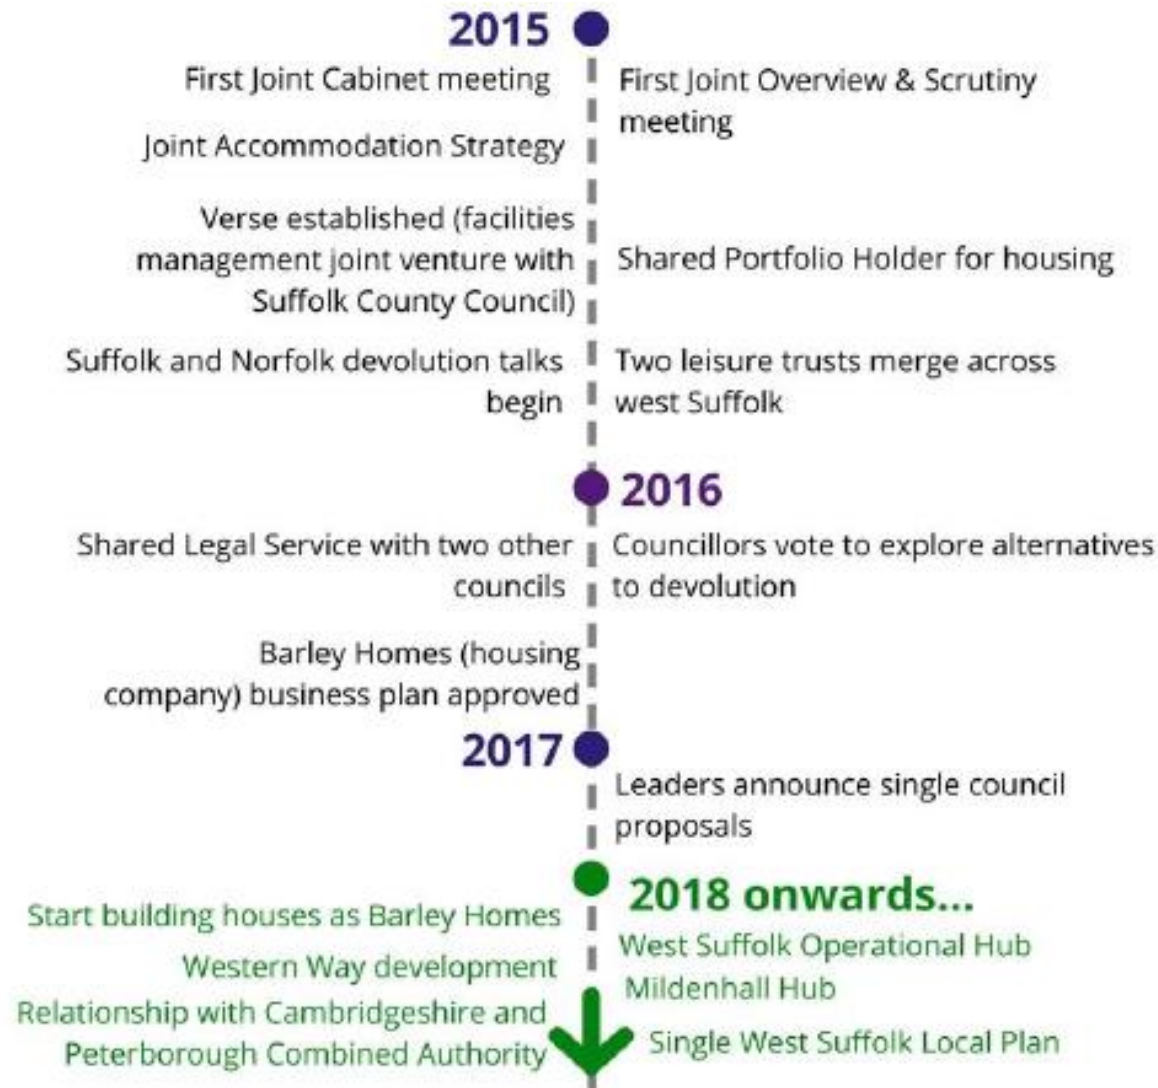 2015
First Joint Cabinet meeting
First Joint Overview & Scrutiny
meeting
Joint Accommodation Strategy
Verse established (facilities
management joint venture with
Suffolk County Council)
Shared Portfolio Holder for housing
Suffolk and Norfolk devolution talks
begin
Two leisure trusts merge across
west Suffolk
2016
Shared Legal Service with two other
councils
Councillors vote to explore alternatives
to devolution
Barley Homes (housing
company) business plan approved
2017
Leaders announce single council
proposals
2018 onwards...
Start building houses as Barley Homes
Western Way development
Relationship with Cambridgeshire and
Peterborough Combined Authority
West Suffolk Operational Hub
Mildenhall Hub
Single West Suffolk Local Plan